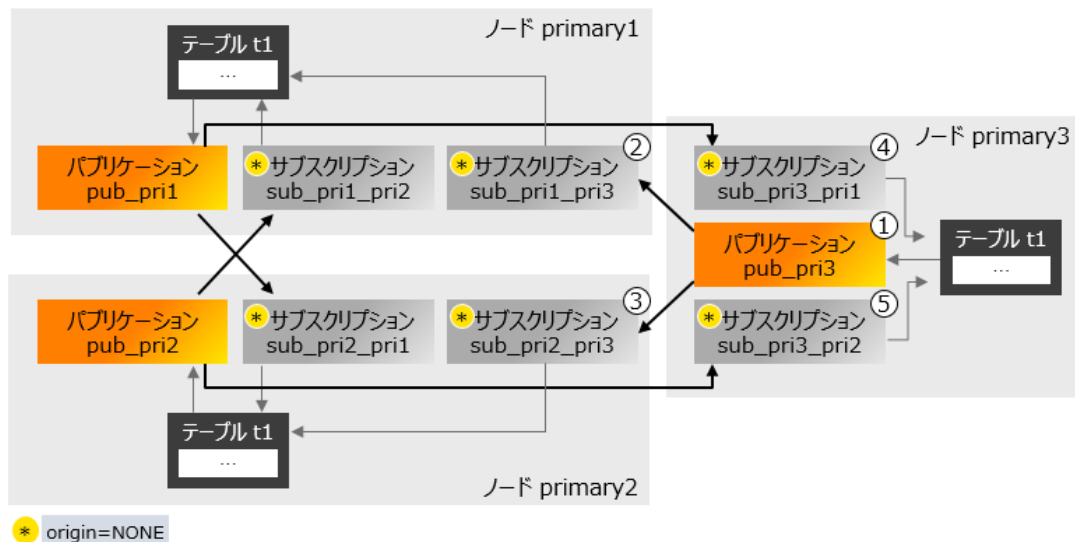 ノード primary1
テーブル t1
...
パブリケーション
pub_pri1
* サブスクリプション
sub_pri1_pri2
* サブスクリプション
sub_pri1_pri3
②
ノード primary3
* サブスクリプション
sub_pri3_pri1
④
パブリケーション
pub_pri3
①
テーブル t1
...
* サブスクリプション
sub_pri3_pri2
⑤
パブリケーション
pub_pri2
* サブスクリプション
sub_pri2_pri1
* サブスクリプション
sub_pri2_pri3
③
テーブル t1
...
ノード primary2
* origin=NONE